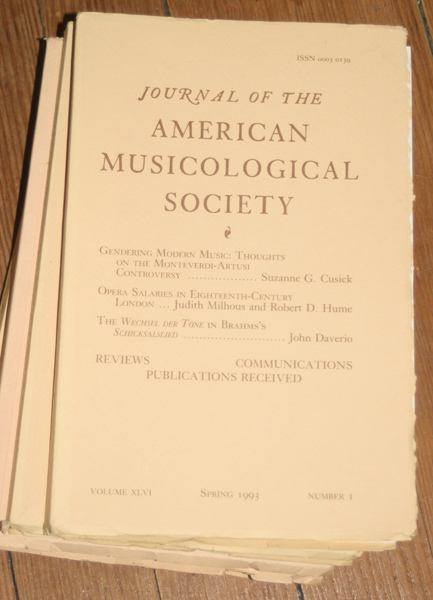 ISSN 0003 0139
JOURNAL OF THE
AMERICAN
MUSICOLOGICAL
SOCIETY
GENDERING MODERN MUSIC: THOUGHTS
ON THE MONTEVERDI-ARTUSI
CONTROVERSY ................... Suzanne G. Cusick
OPERA SALARIES IN EIGHTEENTH-CENTURY
LONDON ... Judith Milhous and Robert D. Hume
THE WECHSEL DER TÖNE IN BRAHMS'S
SCHICKSALSLIED ............................ John Daverio
REVIEWS COMMUNICATIONS
PUBLICATIONS RECEIVED
VOLUME XLVI SPRING 1993 NUMBER 1